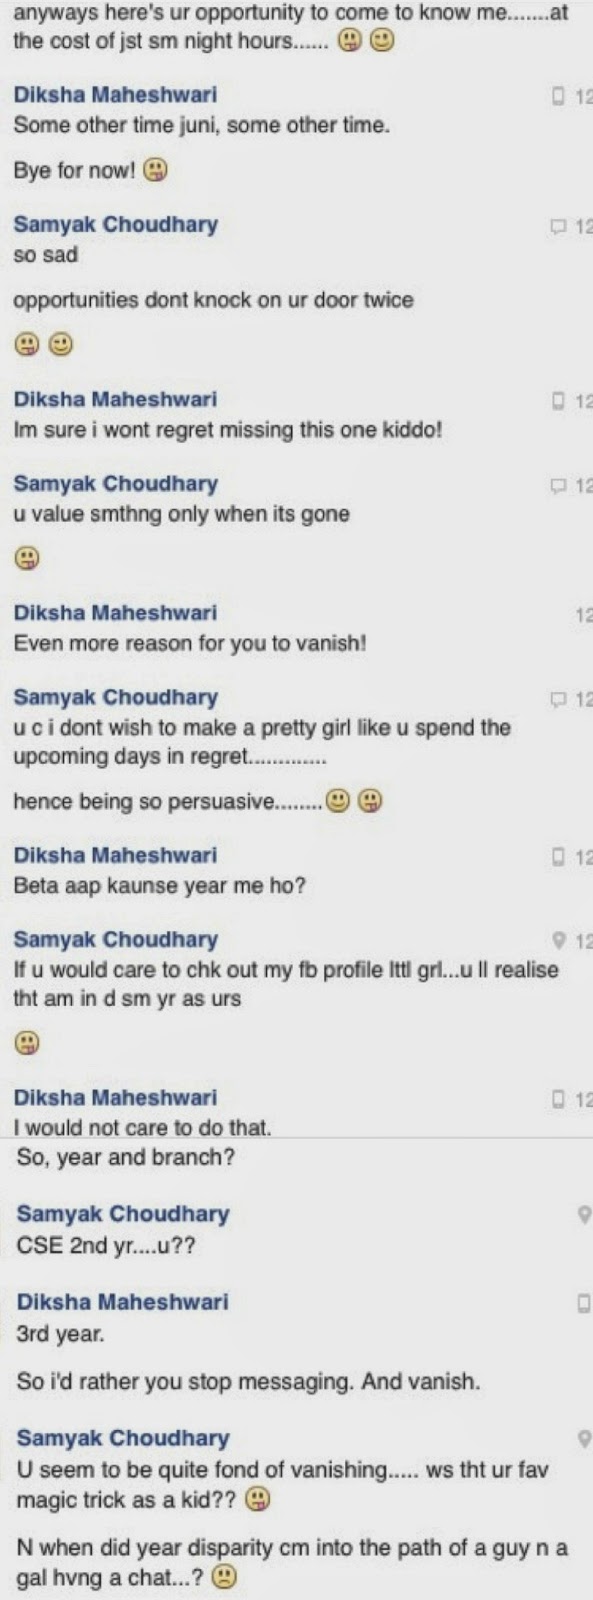 anyways here's ur opportunity to come to know me.......at
the cost of jst sm night hours......
Diksha Maheshwari 12
Some other time juni, some other time.
Bye for now!
Samyak Choudhary 12
so sad
opportunities dont knock on ur door twice
Diksha Maheshwari 12
Im sure i wont regret missing this one kiddo!
Samyak Choudhary 12
u value smthng only when its gone
Diksha Maheshwari 12
Even more reason for you to vanish!
Samyak Choudhary 12
u c i dont wish to make a pretty girl like u spend the
upcoming days in regret.............
hence being so persuasive........
Diksha Maheshwari 12
Beta aap kaunse year me ho?
Samyak Choudhary 12
If u would care to chk out my fb profile lttl grl...u ll realise
tht am in d sm yr as urs
Diksha Maheshwari 12
I would not care to do that.
So, year and branch?
Samyak Choudhary
CSE 2nd yr....u??
Diksha Maheshwari
3rd year.
So i'd rather you stop messaging. And vanish.
Samyak Choudhary
U seem to be quite fond of vanishing..... ws tht ur fav
magic trick as a kid??
N when did year disparity cm into the path of a guy n a
gal hvng a chat...?